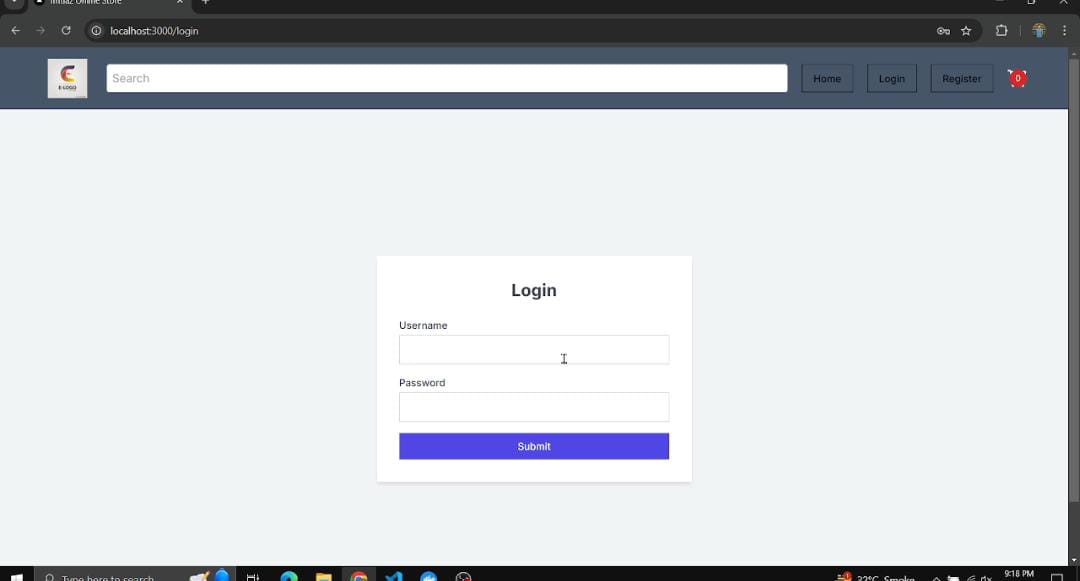 Online Store
localhost:3000/login
E-LOGO
Search
Home
Login
Register
0
Login
Username
Password
Submit
Type here to search
1
32°C Smoke
9:18 PM